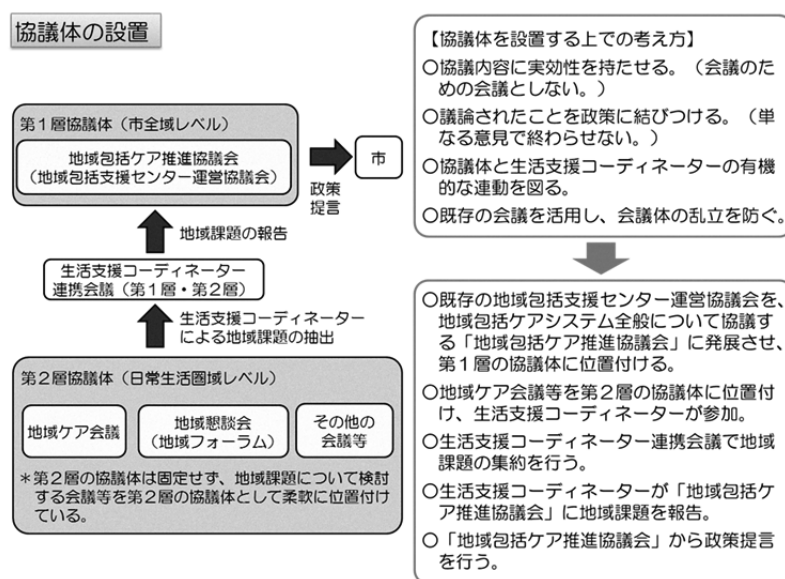 協議体の設置
第1層協議体（市全域レベル）
地域包括ケア推進協議会
（地域包括支援センター運営協議会）
市
政策
提言
地域課題の報告
生活支援コーディネーター
連携会議（第1層・第2層）
生活支援コーディネーター
による地域課題の抽出
第2層協議体（日常生活圏域レベル）
地域ケア会議
地域懇談会
（地域フォーラム）
その他の
会議等
＊第2層の協議体は固定せず、地域課題について検討
する会議等を第2層の協議体として柔軟に位置付け
ている。
【協議体を設置する上での考え方】
○協議内容に実効性を持たせる。（会議のた
めの会議としない。）
○議論されたことを政策に結びつける。（単
なる意見で終わらせない。）
○協議体と生活支援コーディネーターの有機
的な連動を図る。
○既存の会議を活用し、会議体の乱立を防ぐ。
○既存の地域包括支援センター運営協議会を、
地域包括ケアシステム全般について協議す
る「地域包括ケア推進協議会」に発展させ、
第1層の協議体に位置付ける。
○地域ケア会議等を第2層の協議体に位置付
け、生活支援コーディネーターが参加。
○生活支援コーディネーター連携会議で地域
課題の集約を行う。
○生活支援コーディネーターが「地域包括ケ
ア推進協議会」に地域課題を報告。
○「地域包括ケア推進協議会」から政策提言
を行う。